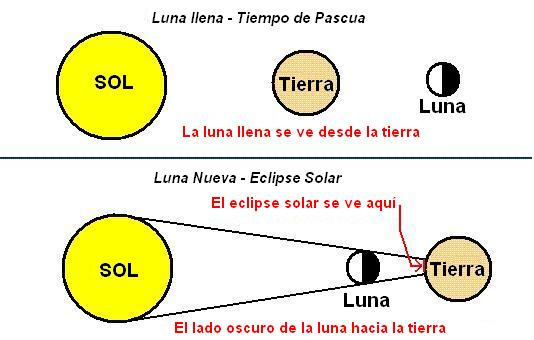 Luna llena - Tiempo de Pascua
SOL
Tierra
Luna
La luna llena se ve desde la tierra
Luna Nueva - Eclipse Solar
El eclipse solar se ve aquí
SOL
Luna
Tierra
El lado oscuro de la luna hacia la tierra